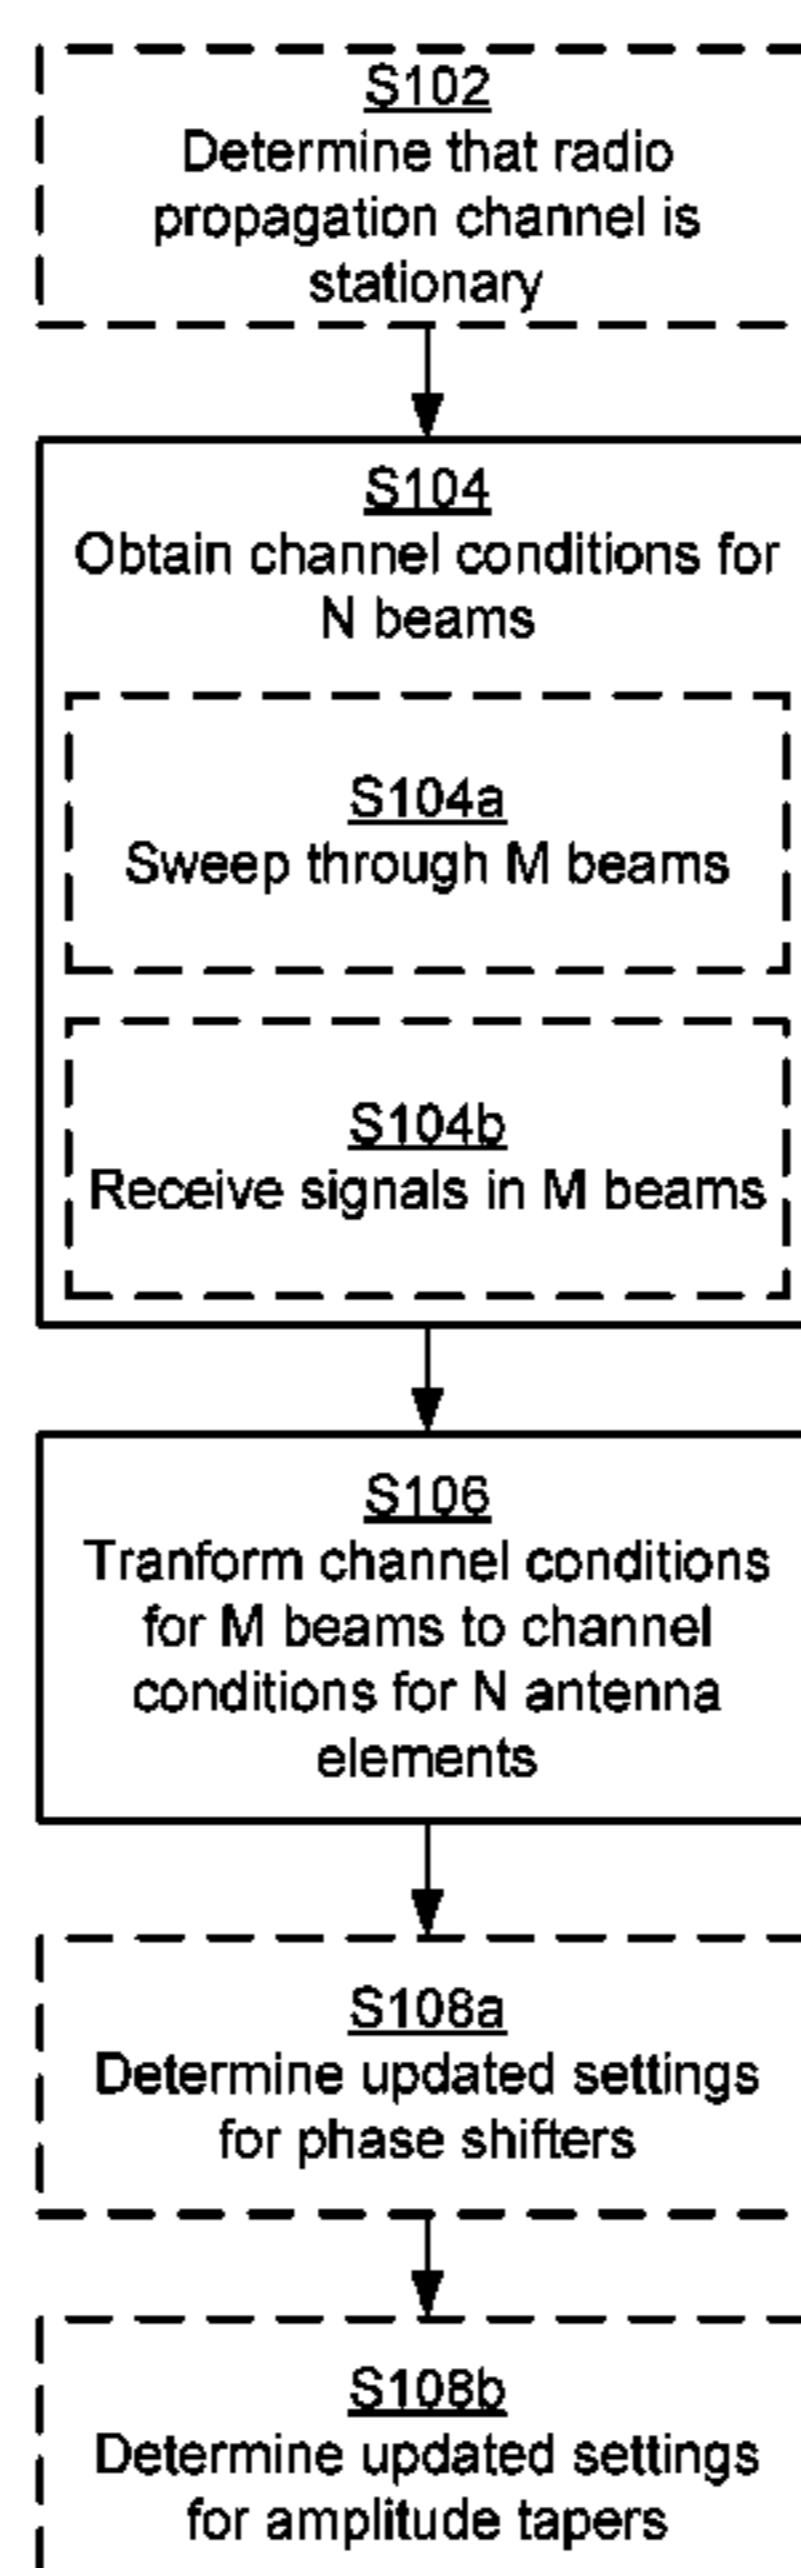 S102
Determine that radio
propagation channel is
stationary
S104
Obtain channel conditions for
N beams
S104a
Sweep through M beams
S104b
Receive signals in M beams
S106
Tranform channel conditions
for M beams to channel
conditions for N antenna
elements
S108a
Determine updated settings
for phase shifters
S108b
Determine updated settings
for amplitude tapers